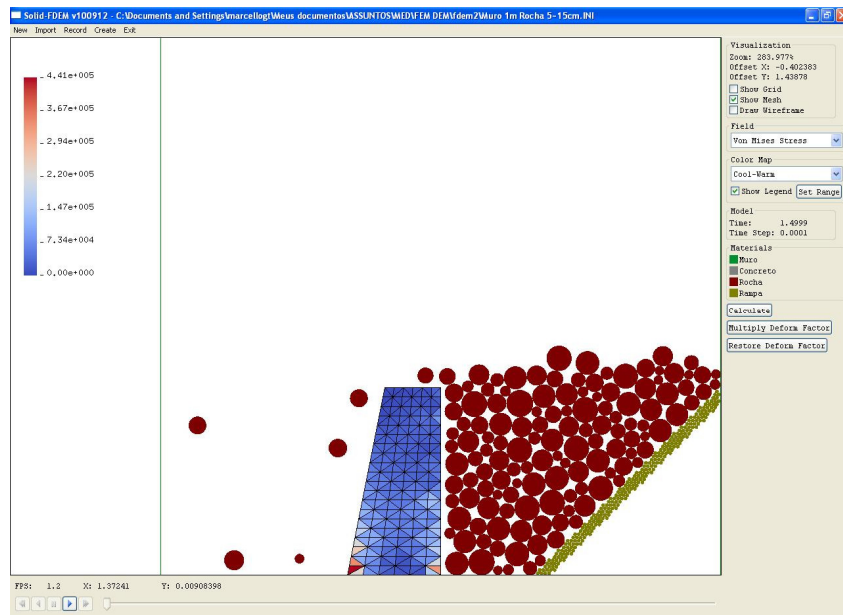 Solid-FDEM v100912 - C:\Documents and Settings\marcellogt\Meus documentos\ASSUNTOS\MED\FEM DEM\fdem2\Muro 1m Rocha 5-15cm.INI
New Import Record Create Exit
4,41e+005
3,67e+005
2,94e+005
2,20e+005
1,47e+005
7,34e+004
0,00e+000
Visualization
Zoom: 283.977%
Offset X: -0.402383
Offset Y: 1.43878
Show Grid
Show Mesh
Draw Wireframe
Field
Von Mises Stress
Color Map
Cool-Warm
Show Legend Set Range
Model
Time: 1.4999
Time Step: 0.0001
Materials
Muro
Concreto
Rocha
Rampa
Calculate
Multiply Deform Factor
Restore Deform Factor
FPS: 1.2 X: 1.37241 Y: 0.00908398